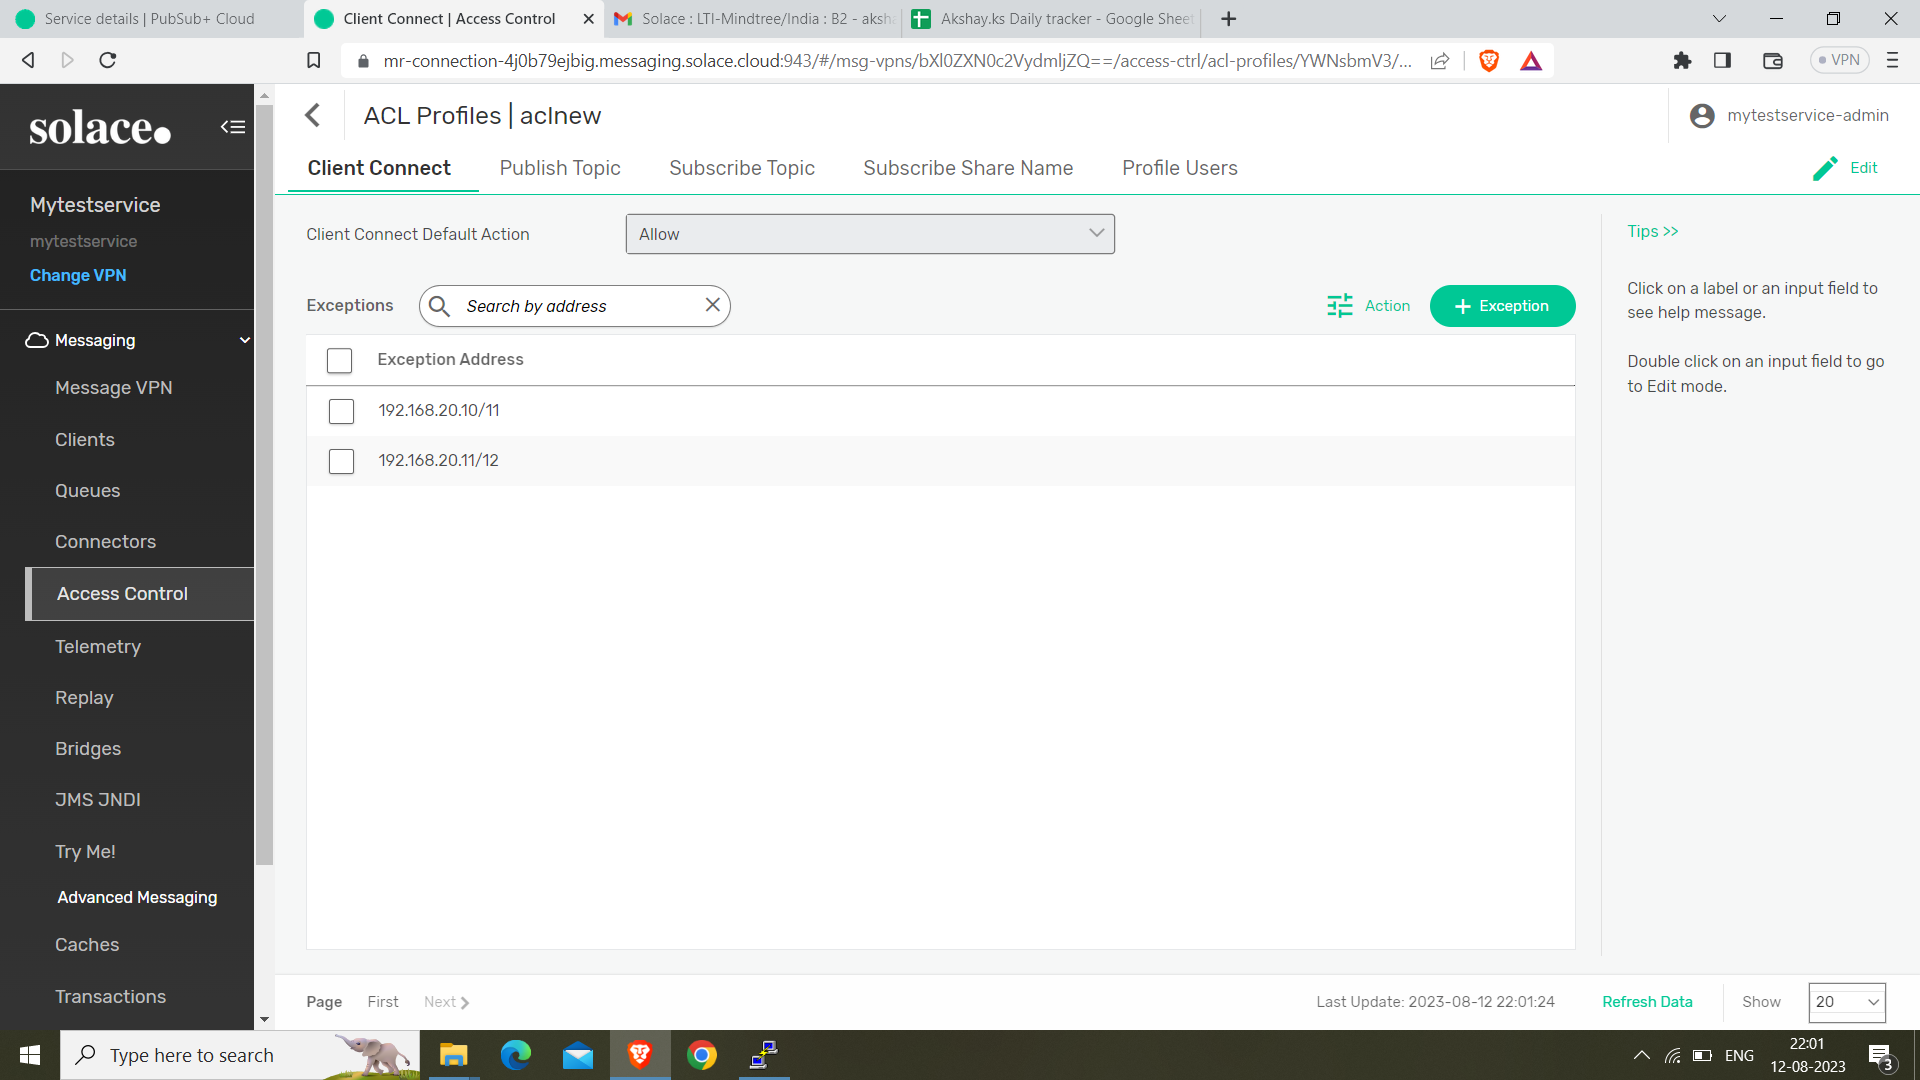 Service details | PubSub+ Cloud
Client Connect | Access Control
Solace : LTI-Mindtree/India : B2 - aksha
Akshay.ks Daily tracker - Google Sheet
mr-connection-4j0b79ejbig.messaging.solace.cloud:943/#/msg-vpns/bXl0ZXN0c2VydmljZQ==/access-ctrl/acl-profiles/YWNsbmV3/...
VPN
solace.
ACL Profiles | aclnew
mytestservice-admin
Client Connect
Publish Topic
Subscribe Topic
Subscribe Share Name
Profile Users
Edit
Mytestservice
mytestservice
Change VPN
Messaging
Message VPN
Clients
Queues
Connectors
Access Control
Telemetry
Replay
Bridges
JMS JNDI
Try Me!
Advanced Messaging
Caches
Transactions
Client Connect Default Action
Allow
Exceptions
Search by address
Action
+ Exception
Exception Address
192.168.20.10/11
192.168.20.11/12
Tips >>
Click on a label or an input field to
see help message.
Double click on an input field to go
to Edit mode.
Page
First
Next
Last Update: 2023-08-12 22:01:24
Refresh Data
Show
20
Type here to search
ENG
22:01
12-08-2023
3